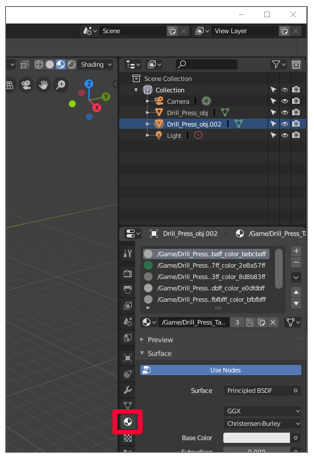 Scene
View Layer
Shading
Scene Collection
Collection
Camera
Drill_Press_obj
Drill_Press_obj.002
Light
Drill_Press_obj.002
/Game/Drill_Press_Ta
/Game/Drill_Press..baff_color_bebcbaff
/Game/Drill_Press..7ff_color_2e8a57ff
/Game/Drill_Press..3ff_color_8d8b83ff
/Game/Drill_Press..dbff_color_e0dfdbff
/Game/Drill_Press..fbfbfff_color_bfbfbfff
/Game/Drill_Press_Ta..
3
Preview
Surface
Use Nodes
Surface
Principled BSDF
GGX
Christensen-Burley
Base Color
Subsurface
0.000
Z
Y
X